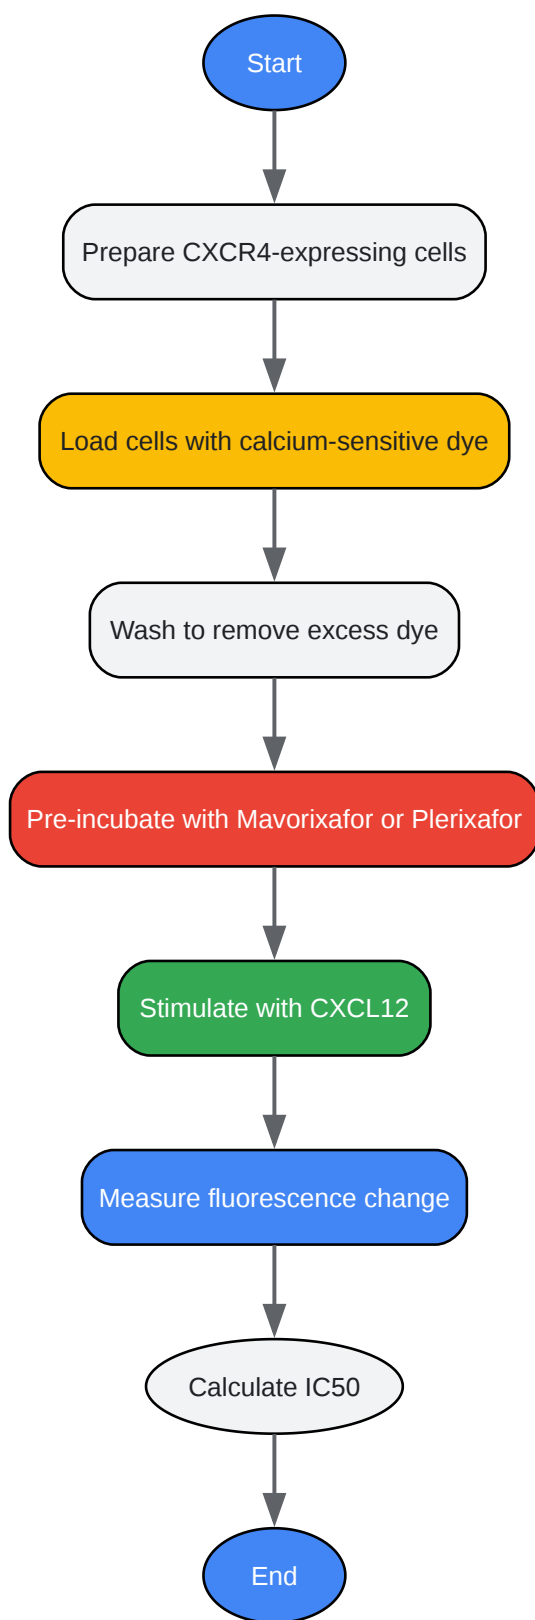 Start
Prepare CXCR4-expressing cells
Load cells with calcium-sensitive dye
Wash to remove excess dye
Pre-incubate with Mavorixafor or Plerixafor
Stimulate with CXCL12
Measure fluorescence change
Calculate IC50
End